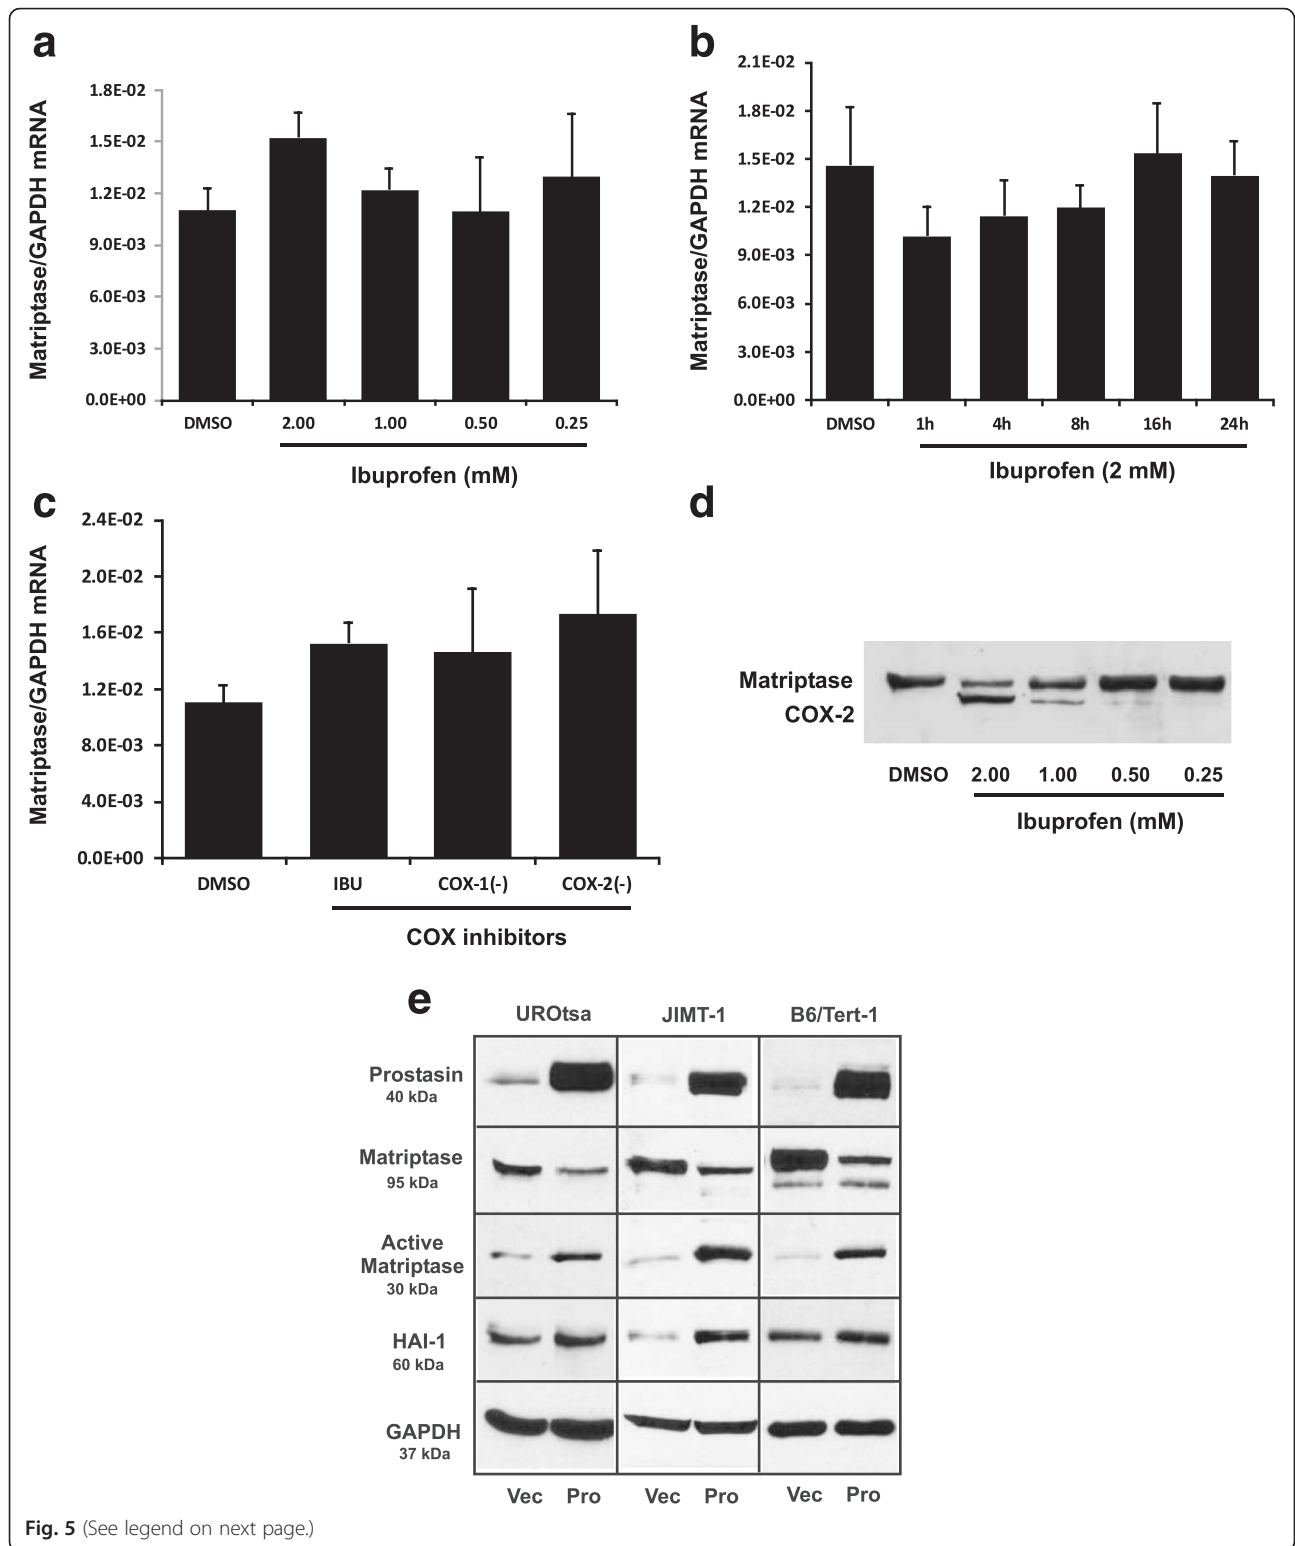 a
Matriptase/GAPDH mRNA
1.8E-02
1.5E-02
1.2E-02
9.0E-03
6.0E-03
3.0E-03
0.0E+00
DMSO 2.00 1.00 0.50 0.25
Ibuprofen (mM)
b
Matriptase/GAPDH mRNA
2.1E-02
1.8E-02
1.5E-02
1.2E-02
9.0E-03
6.0E-03
3.0E-03
0.0E+00
DMSO 1h 4h 8h 16h 24h
Ibuprofen (2 mM)
c
Matriptase/GAPDH mRNA
2.4E-02
2.0E-02
1.6E-02
1.2E-02
8.0E-03
4.0E-03
0.0E+00
DMSO IBU COX-1(-) COX-2(-)
COX inhibitors
d
Matriptase
COX-2
DMSO 2.00 1.00 0.50 0.25
Ibuprofen (mM)
e
UROtsa JIMT-1 B6/Tert-1
Prostasin
40 kDa
Matriptase
95 kDa
Active
Matriptase
30 kDa
HAI-1
60 kDa
GAPDH
37 kDa
Vec Pro Vec Pro Vec Pro
Fig. 5 (See legend on next page.)